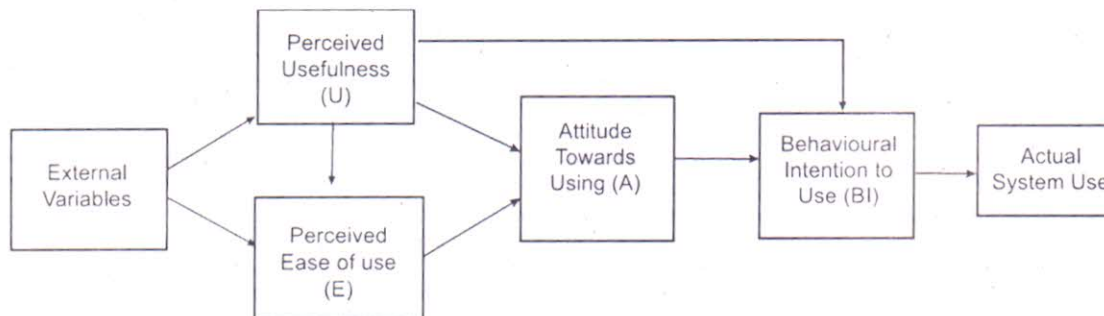 Perceived
Usefulness
(U)
External
Variables
Perceived
Ease of use
(E)
Attitude
Towards
Using (A)
Behavioural
Intention to
Use (BI)
Actual
System Use